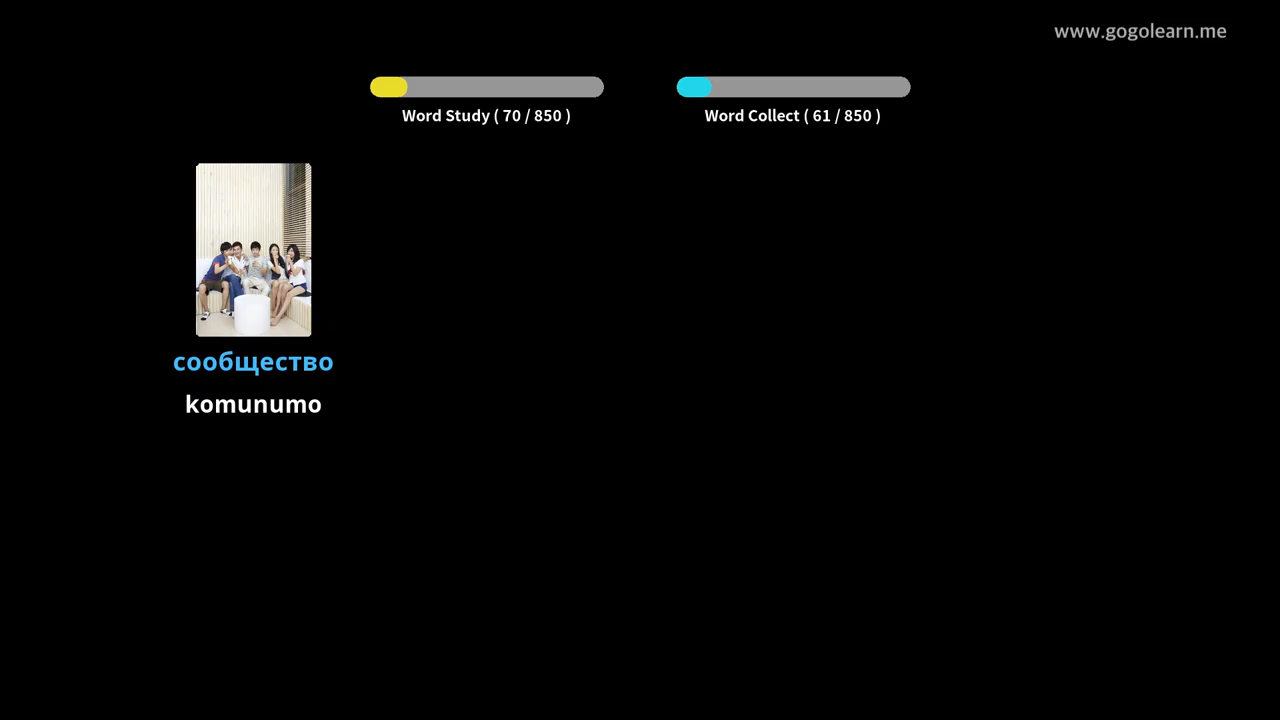 www.gogolearn.me
Word Study ( 70 / 850 )
Word Collect ( 61 / 850 )
сообщество
komunumo